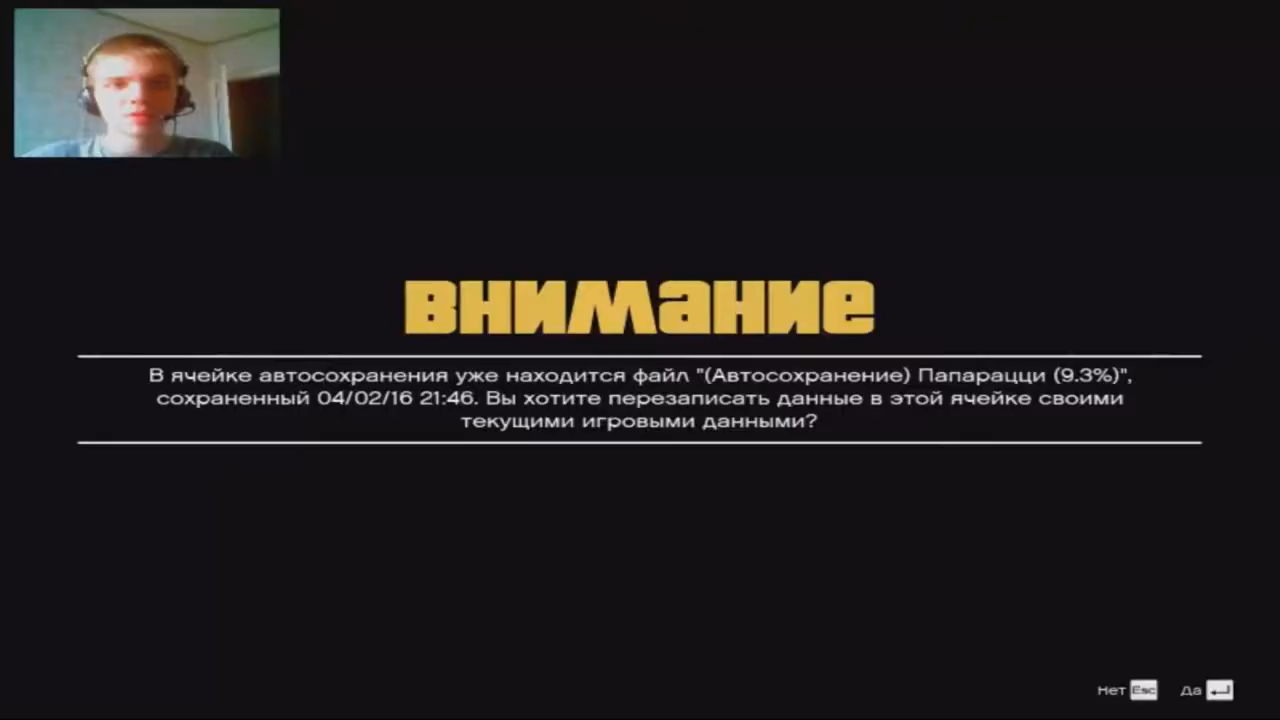 внимание
В ячейке автосохранения уже находится файл "(Автосохранение) Папарацци (9.3%)",
сохраненный 04/02/16 21:46. Вы хотите перезаписать данные в этой ячейке своими
текущими игровыми данными?
Нет Esc Да